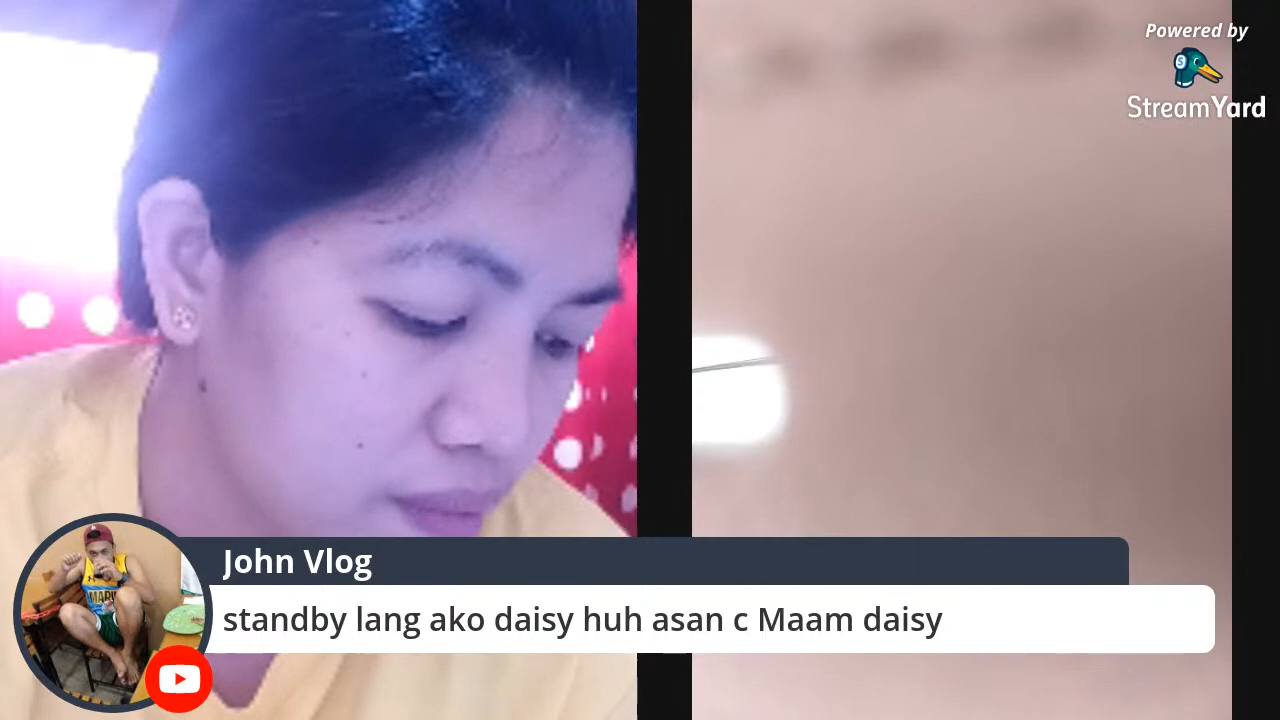 Powered by
StreamYard
John Vlog
standby lang ako daisy huh asan c Maam daisy